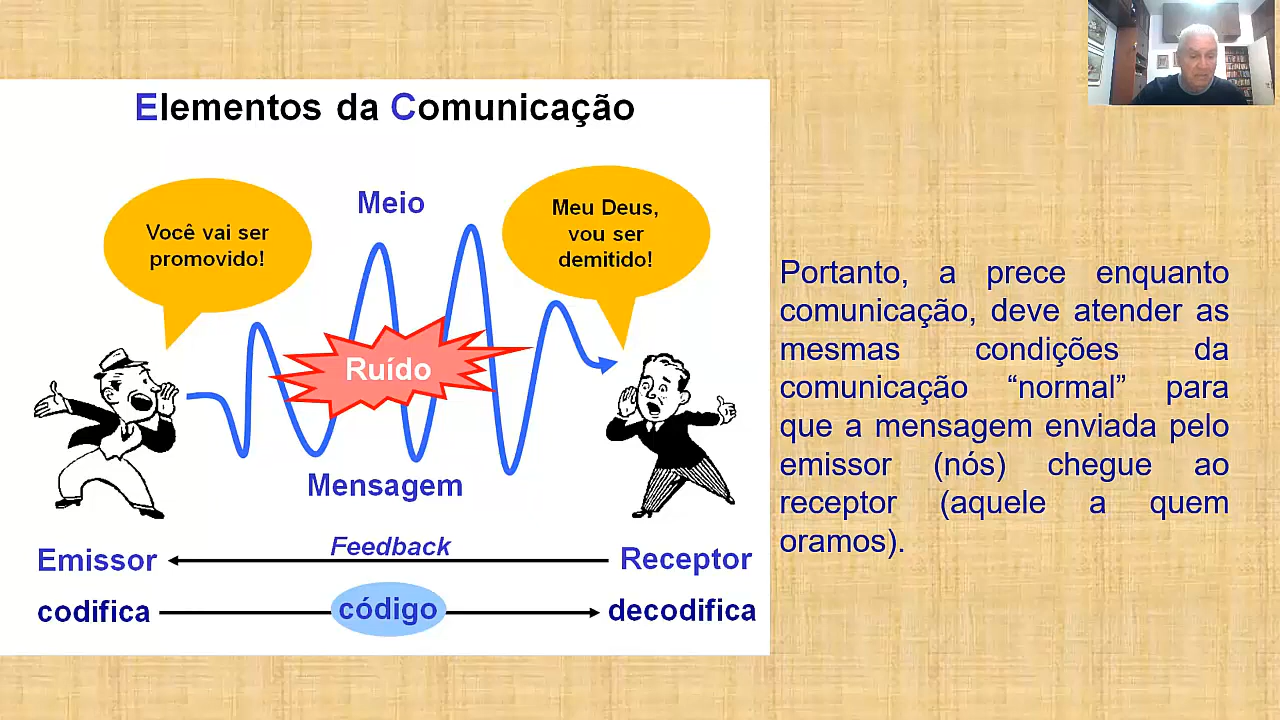 Elementos da Comunicação
Meio
Você vai ser
promovido!
Meu Deus,
vou ser
demitido!
Ruído
Mensagem
Feedback
Emissor
Receptor
codifica
código
decodifica
Portanto, a prece enquanto
comunicação, deve atender as
mesmas condições da
comunicação “normal” para
que a mensagem enviada pelo
emissor (nós) chegue ao
receptor (aquele a quem
oramos).